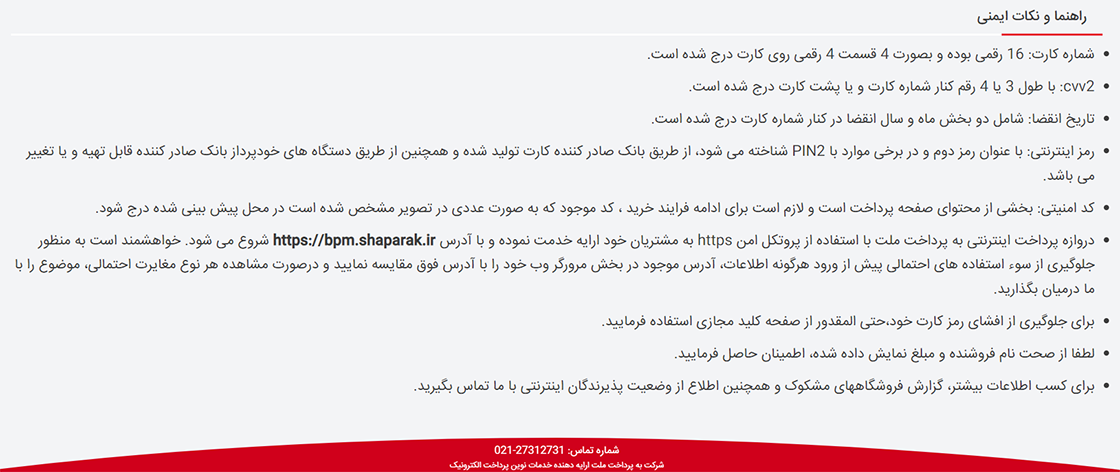 راهنما و نکات ایمنی
شماره کارت: 16 رقمی بوده و بصورت 4 قسمت 4 رقمی روی کارت درج شده است.
cvv2: با طول 3 یا 4 رقم کنار شماره کارت و یا پشت کارت درج شده است.
تاریخ انقضا: شامل دو بخش ماه و سال انقضا در کنار شماره کارت درج شده است.
رمز اینترنتی: با عنوان رمز دوم و در برخی موارد با PIN2 شناخته می شود، از طریق بانک صادر کننده کارت تولید شده و همچنین از طریق دستگاه های خودپرداز بانک صادر کننده قابل تهیه و یا تغییر
می باشد.
کد امنیتی: بخشی از محتوای صفحه پرداخت است و لازم است برای ادامه فرایند خرید ، کد موجود که به صورت عددی در تصویر مشخص شده است در محل پیش بینی شده درج شود.
دروازه پرداخت اینترنتی به پرداخت ملت با استفاده از پروتکل امن https به مشتریان خود ارایه خدمت نموده و با آدرس https://bpm.shaparak.ir شروع می شود. خواهشمند است به منظور
جلوگیری از سوء استفاده های احتمالی پیش از ورود هرگونه اطلاعات، آدرس موجود در بخش مرورگر وب خود را با آدرس فوق مقایسه نمایید و درصورت مشاهده هر نوع مغایرت احتمالی، موضوع را با
ما درمیان بگذارید.
برای جلوگیری از افشای رمز کارت خود،حتی المقدور از صفحه کلید مجازی استفاده فرمایید.
لطفا از صحت نام فروشنده و مبلغ نمایش داده شده، اطمینان حاصل فرمایید.
برای کسب اطلاعات بیشتر، گزارش فروشگاههای مشکوک و همچنین اطلاع از وضعیت پذیرندگان اینترنتی با ما تماس بگیرید.
شماره تماس: 27312731-021
شرکت به پرداخت ملت ارایه دهنده خدمات نوین پرداخت الکترونیک